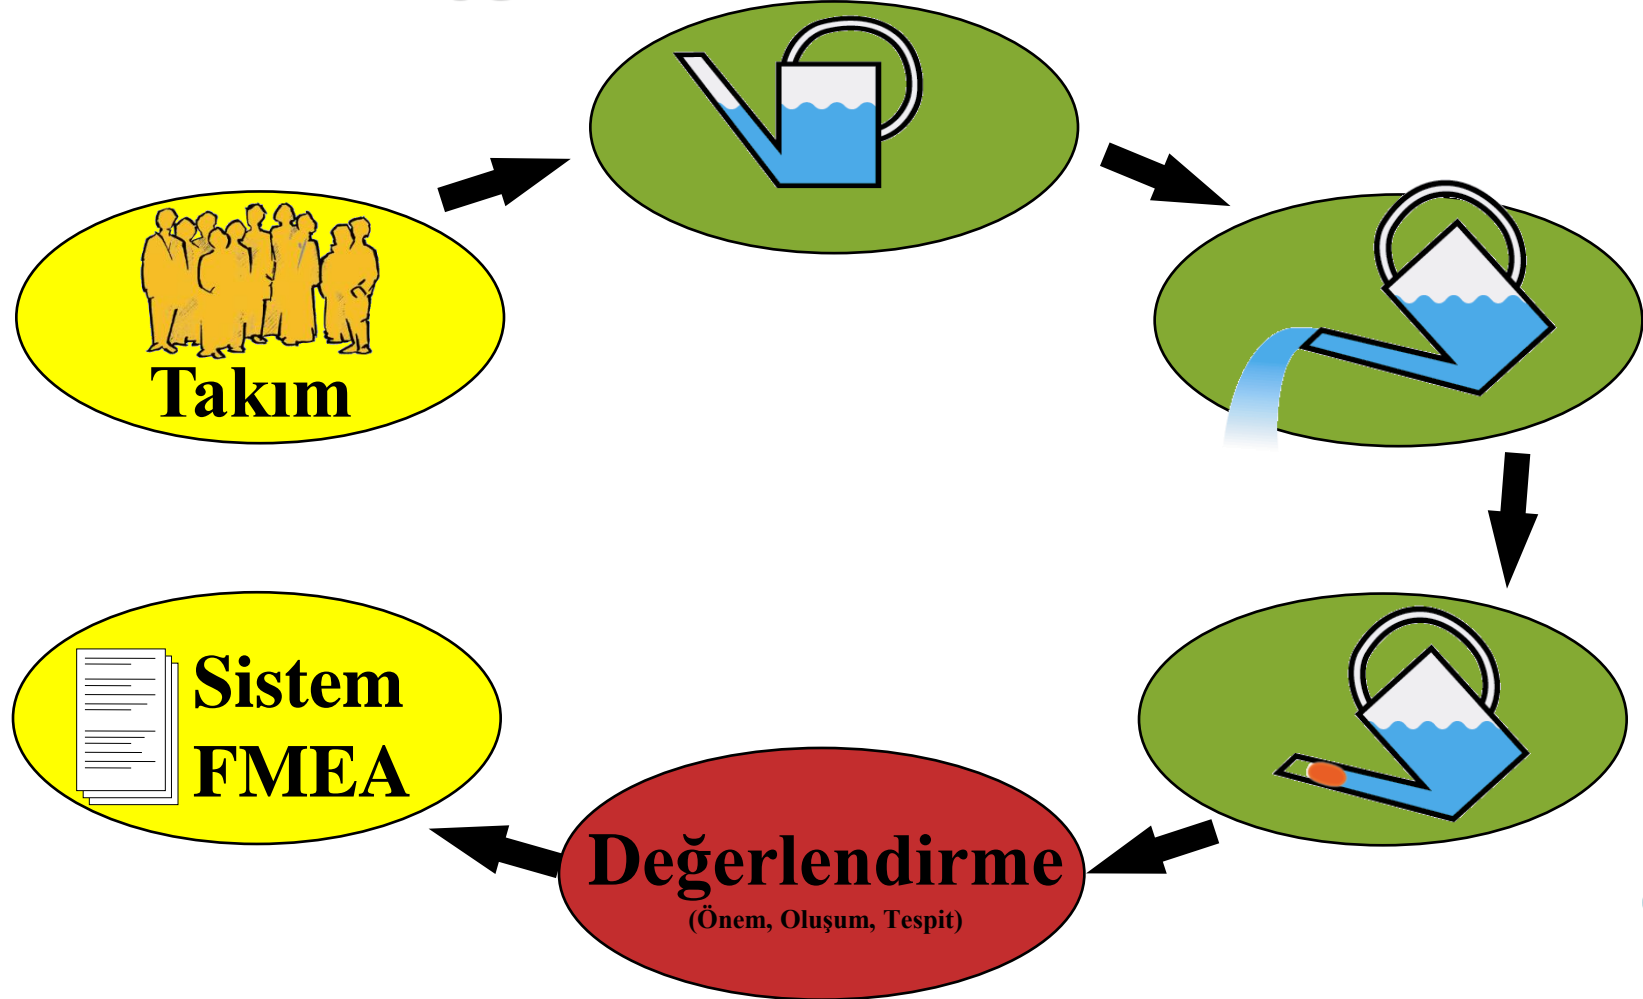 Takım
Sistem
FMEA
Değerlendirme
(Önem, Oluşum, Tespit)